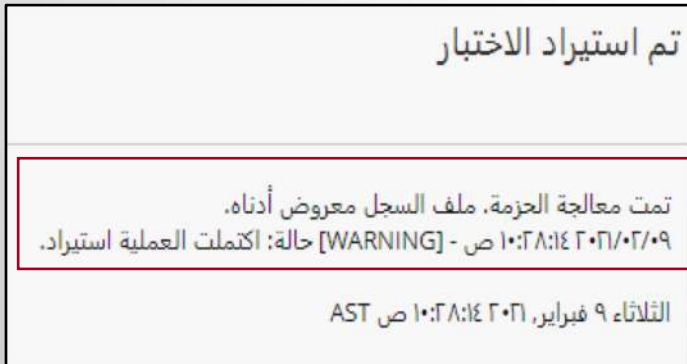 تم استيراد الاختبار
تمت معالجة الحزمة. ملف السجل معروض أدناه.
٢٠٢١/٠٢/٠٩ ١٠:٢٨:١٤ ص - [WARNING] حالة: اكتملت العملية استيراد.
الثلاثاء ٩ فبراير, ٢٠٢١ ١٠:٢٨:١٤ ص AST